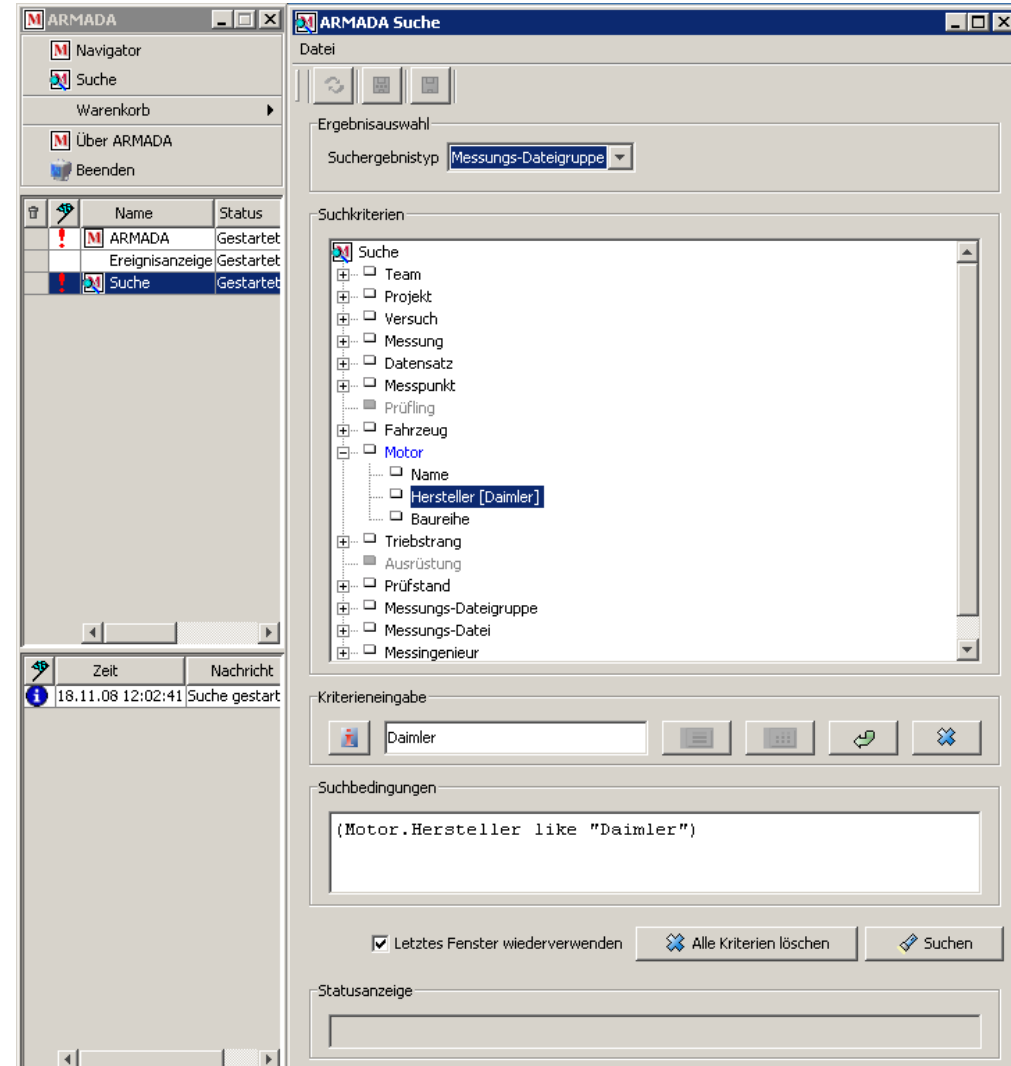 ARMADA
Navigator
Suche
Warenkorb
Über ARMADA
Beenden
Name Status
ARMADA Gestartet
Ereignisanzeige Gestartet
Suche Gestartet
Zeit Nachricht
18.11.08 12:02:41 Suche gestart
ARMADA Suche
Datei
Ergebnisauswahl
Suchergebnistyp Messungs-Dateigruppe
Suchkriterien
Suche
Team
Projekt
Versuch
Messung
Datensatz
Messpunkt
Prüfling
Fahrzeug
Motor
Name
Hersteller [Daimler]
Baureihe
Triebstrang
Ausrüstung
Prüfstand
Messungs-Dateigruppe
Messungs-Datei
Messingenieur
Kriterieneingabe
Daimler
Suchbedingungen
(Motor.Hersteller like "Daimler")
Letztes Fenster wiederverwenden Alle Kriterien löschen Suchen
Statusanzeige